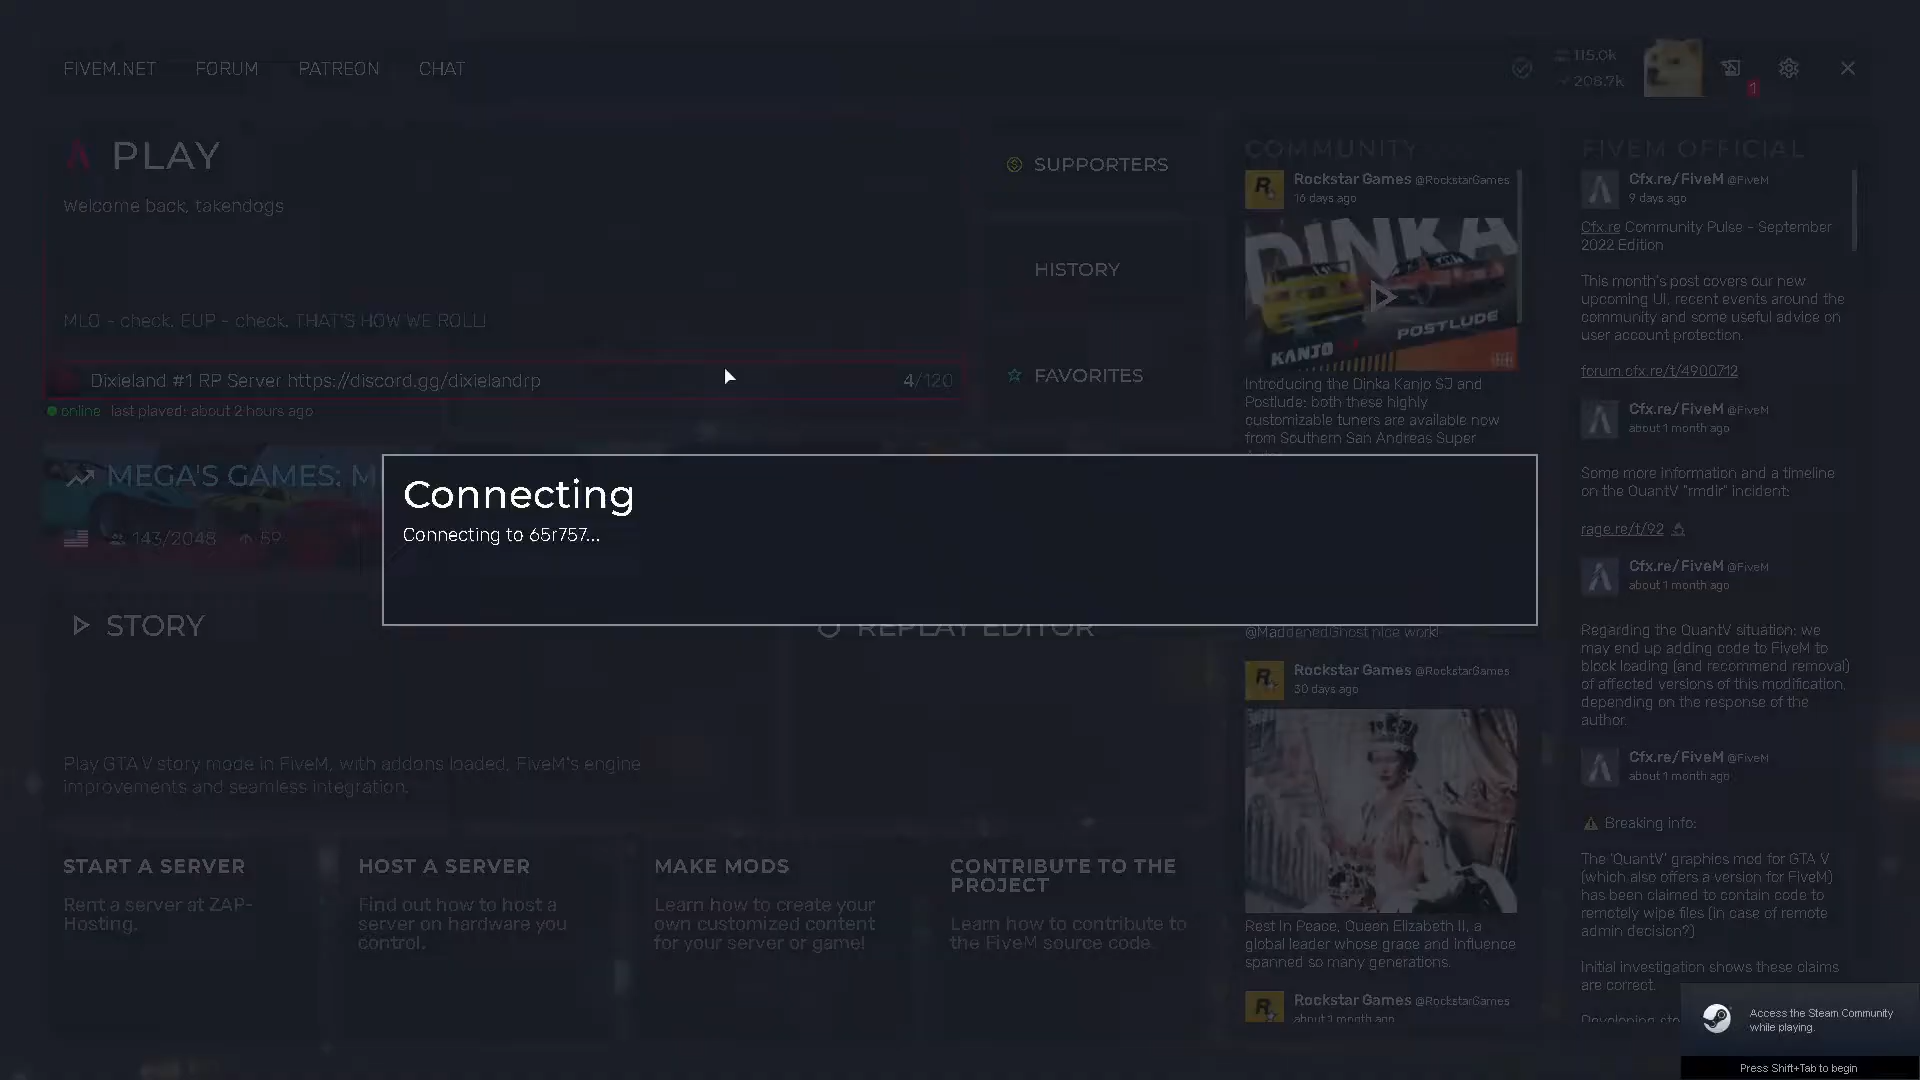 FIVEM.NET
FORUM
PATREON
CHAT
115.0k
208.7k
1
PLAY
Welcome back, takendogs
MLO - check. EUP - check. THAT'S HOW WE ROLL!
Dixieland #1 RP Server https://discord.gg/dixielandrp
4/120
online
last played: about 2 hours ago
SUPPORTERS
HISTORY
FAVORITES
MEGA'S GAMES: M
143/2048
59
Connecting
Connecting to 65r757...
STORY
Play GTA V story mode in FiveM, with addons loaded, FiveM's engine
improvements and seamless integration.
REPLAY EDITOR
START A SERVER
Rent a server at ZAP-
Hosting.
HOST A SERVER
Find out how to host a
server on hardware you
control.
MAKE MODS
Learn how to create your
own customized content
for your server or game!
CONTRIBUTE TO THE
PROJECT
Learn how to contribute to
the FiveM source code.
COMMUNITY
Rockstar Games @RockstarGames
16 days ago
DINKA
KANJO SJ
POSTLUDE
Introducing the Dinka Kanjo SJ and
Postlude: both these highly
customizable tuners are available now
from Southern San Andreas Super
@MaddenedGhost nice work!
Rockstar Games @RockstarGames
30 days ago
Rest In Peace, Queen Elizabeth II, a
global leader whose grace and influence
spanned so many generations.
Rockstar Games @RockstarGames
about 1 month ago
FIVEM OFFICIAL
Cfx.re/FiveM @FiveM
9 days ago
Cfx.re Community Pulse - September
2022 Edition
This month's post covers our new
upcoming UI, recent events around the
community and some useful advice on
user account protection.
forum.cfx.re/t/4900712
Cfx.re/FiveM @FiveM
about 1 month ago
Some more information and a timeline
on the QuantV "rmdir" incident:
rage.re/t/92
Cfx.re/FiveM @FiveM
about 1 month ago
Regarding the QuantV situation: we
may end up adding code to FiveM to
block loading (and recommend removal)
of affected versions of this modification,
depending on the response of the
author.
Cfx.re/FiveM @FiveM
about 1 month ago
Breaking info:
The 'QuantV' graphics mod for GTA V
(which also offers a version for FiveM)
has been claimed to contain code to
remotely wipe files (in case of remote
admin decision?)
Initial investigation shows these claims
are correct.
Access the Steam Community
while playing.
Press Shift+Tab to begin